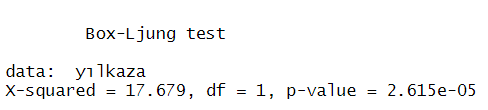 Box-Ljung test
data:  yılkaza
X-squared = 17.679, df = 1, p-value = 2.615e-05